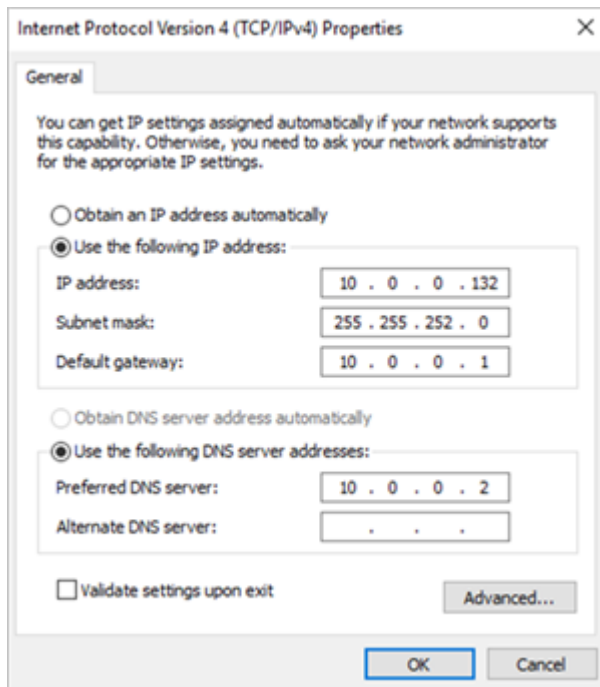 Internet Protocol Version 4 (TCP/IPv4) Properties
General
You can get IP settings assigned automatically if your network supports
this capability. Otherwise, you need to ask your network administrator
for the appropriate IP settings.
Obtain an IP address automatically
Use the following IP address:
IP address: 10 . 0 . 0 . 132
Subnet mask: 255 . 255 . 252 . 0
Default gateway: 10 . 0 . 0 . 1
Obtain DNS server address automatically
Use the following DNS server addresses:
Preferred DNS server: 10 . 0 . 0 . 2
Alternate DNS server: . . .
Validate settings upon exit
Advanced...
OK Cancel